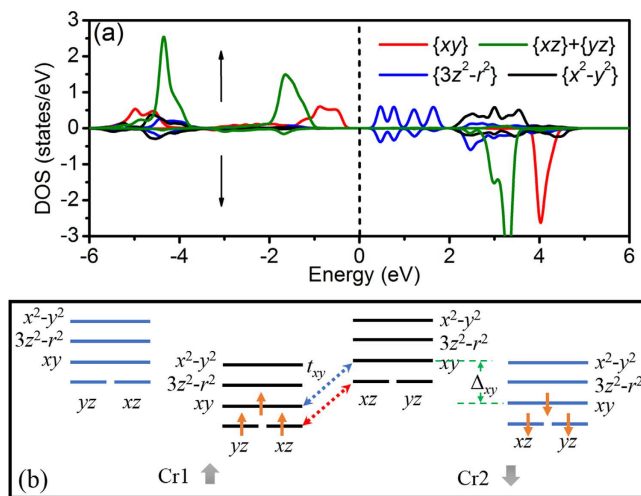 (a)
{xy} {xz}+{yz}
{3z²-r²} {x²-y²}
DOS (states/eV)
3
2
1
0
1
2
3
-6 -4 -2 0 2 4 6
Energy (eV)
x²-y²
3z²-r²
xy
yz xz
x²-y²
3z²-r²
xy
yz xz
t_xy
x²-y²
3z²-r²
xy
xz yz
Δ_xy
x²-y²
3z²-r²
xy
xz yz
(b)
Cr1
Cr2